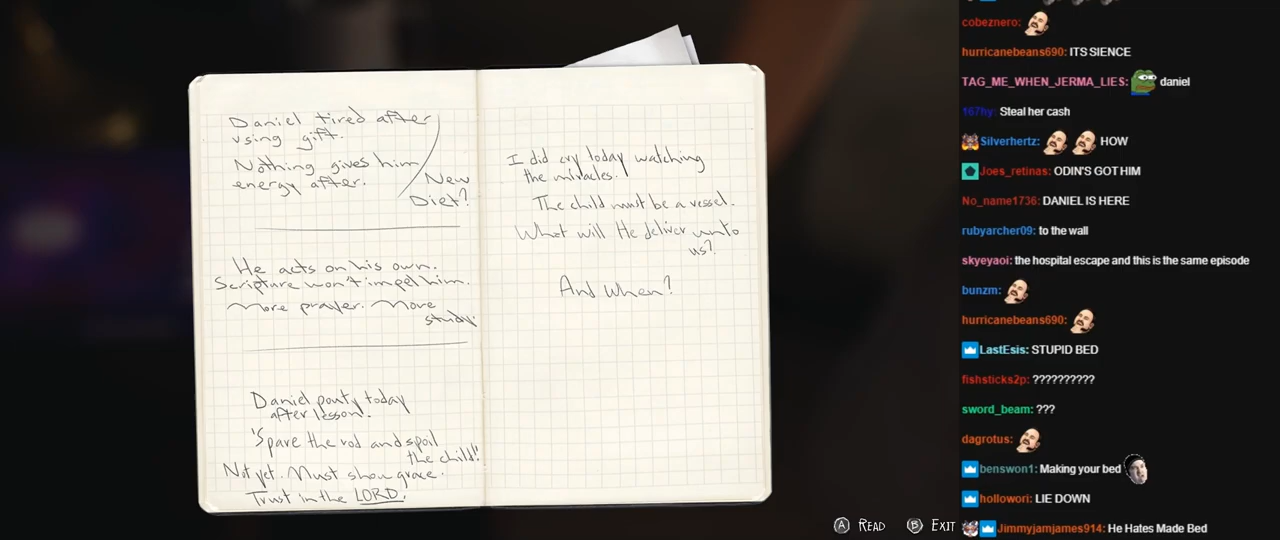 Daniel tired after
using gift.
Nothing gives him
energy after.
New
Diet?
He acts on his own.
Scripture won't impel him.
More prayer. More
study.
Daniel pouty today
after lesson.
'Spare the rod and spoil
the child!'
Not yet. Must show grace.
Trust in the LORD.
I did cry today watching
the miracles.
The child must be a vessel.
What will He deliver unto
us?
And when?
A READ
B EXIT
cobeznero:
hurricanebeans690: ITS SIENCE
TAG_ME_WHEN_JERMA_LIES: daniel
167hy: Steal her cash
Silverhertz: HOW
Joes_retinas: ODIN'S GOT HIM
No_name1736: DANIEL IS HERE
rubyarcher09: to the wall
skyeyaoi: the hospital escape and this is the same episode
bunzm:
hurricanebeans690:
LastEsis: STUPID BED
fishsticks2p: ??????????
sword_beam: ???
dagrotus:
benswon1: Making your bed
hollowori: LIE DOWN
Jimmyjamjames914: He Hates Made Bed